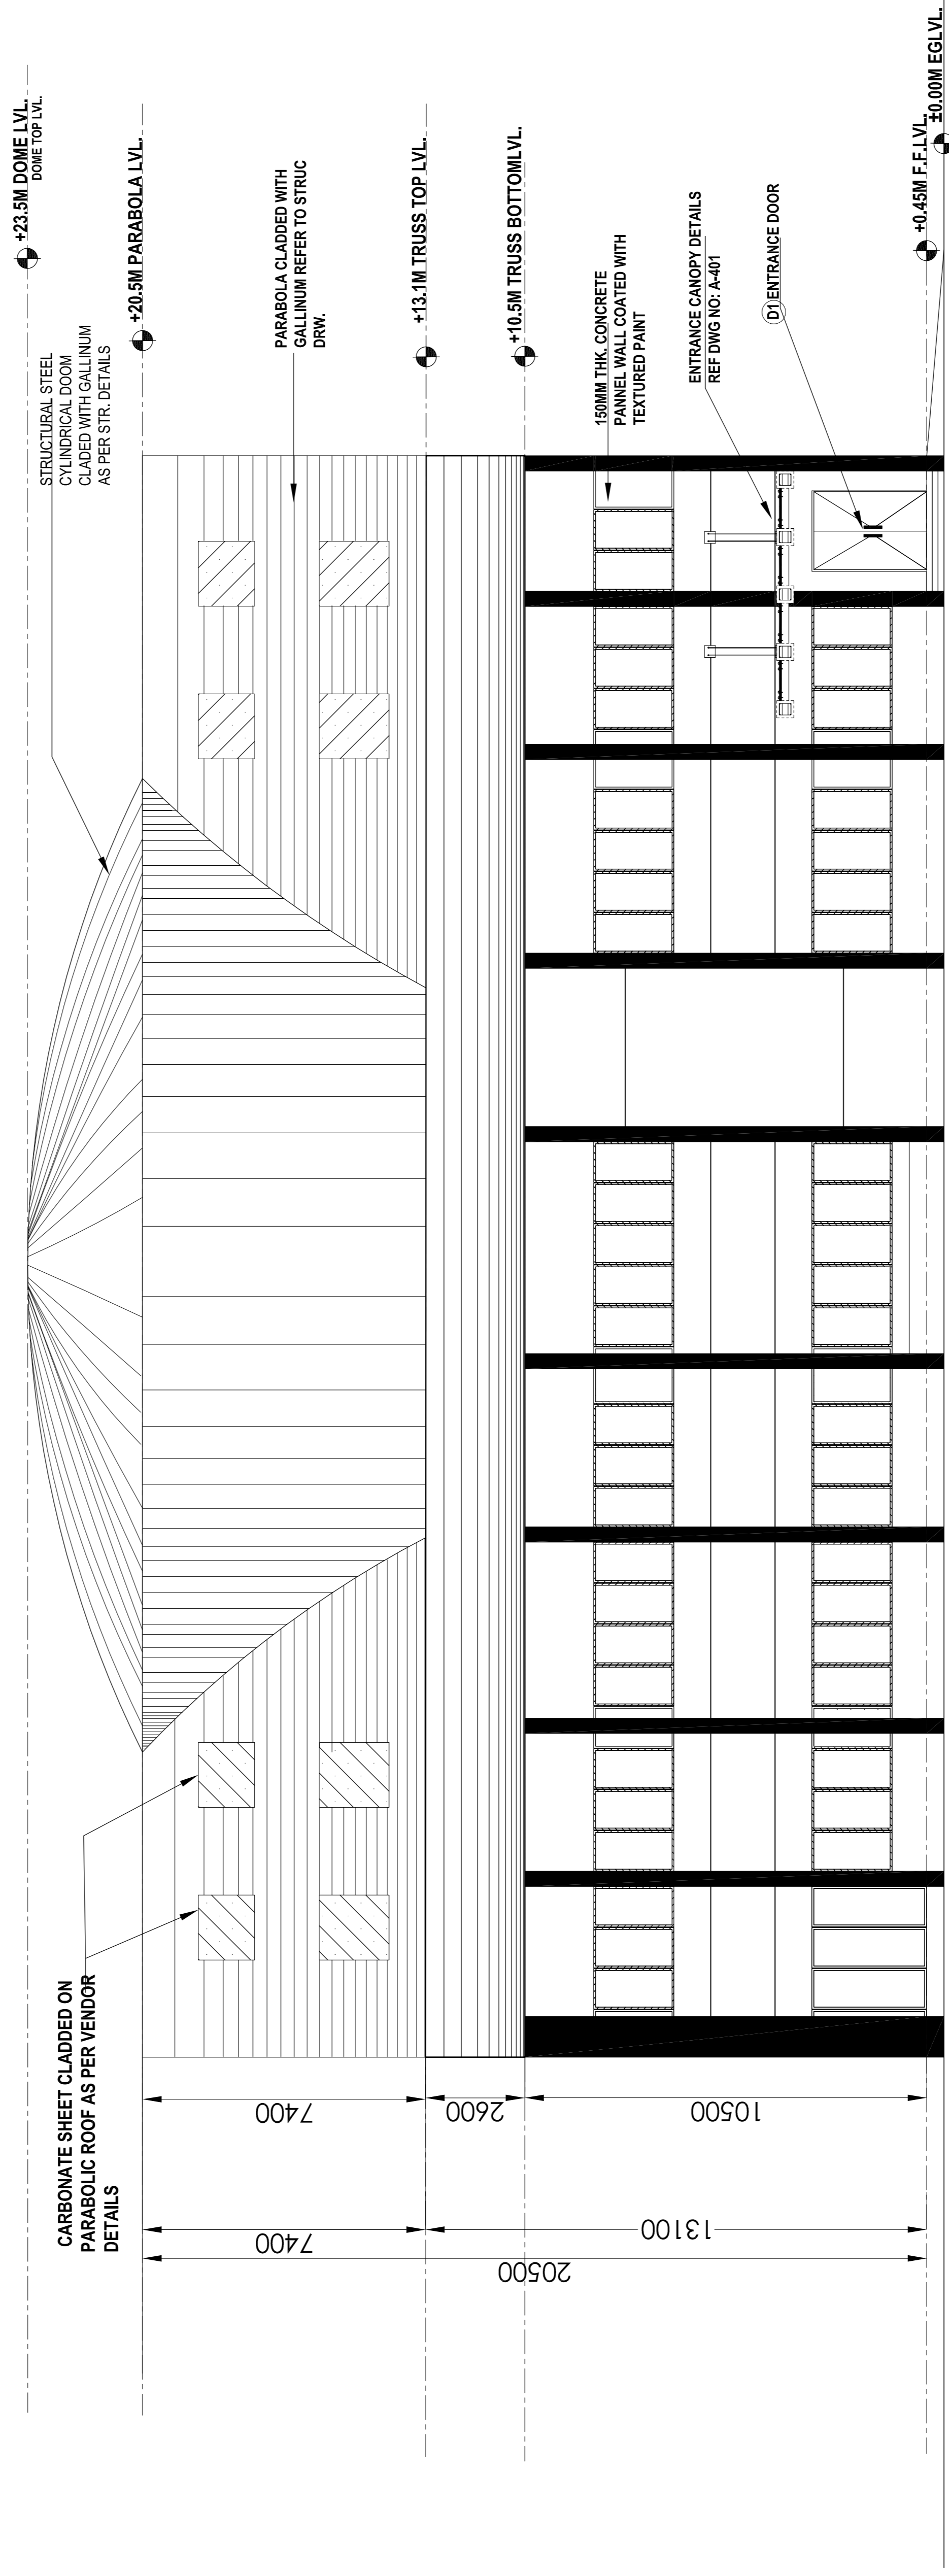 +23.5M DOME LVL.
DOME TOP LVL.
STRUCTURAL STEEL
CYLINDRICAL DOOM
CLADED WITH GALLINUM
AS PER STR. DETAILS
+20.5M PARABOLA LVL.
PARABOLA CLADDED WITH
GALLINUM REFER TO STRUC
DRW.
+13.1M TRUSS TOP LVL.
+10.5M TRUSS BOTTOMLVL.
150MM THK. CONCRETE
PANNEL WALL COATED WITH
TEXTURED PAINT
ENTRANCE CANOPY DETAILS
REF DWG NO: A-401
D1 ENTRANCE DOOR
+0.45M F.F.LVL.
±0.00M EGLVL.
CARBONATE SHEET CLADDED ON
PARABOLIC ROOF AS PER VENDOR
DETAILS
7400
2600
10500
7400
13100
20500